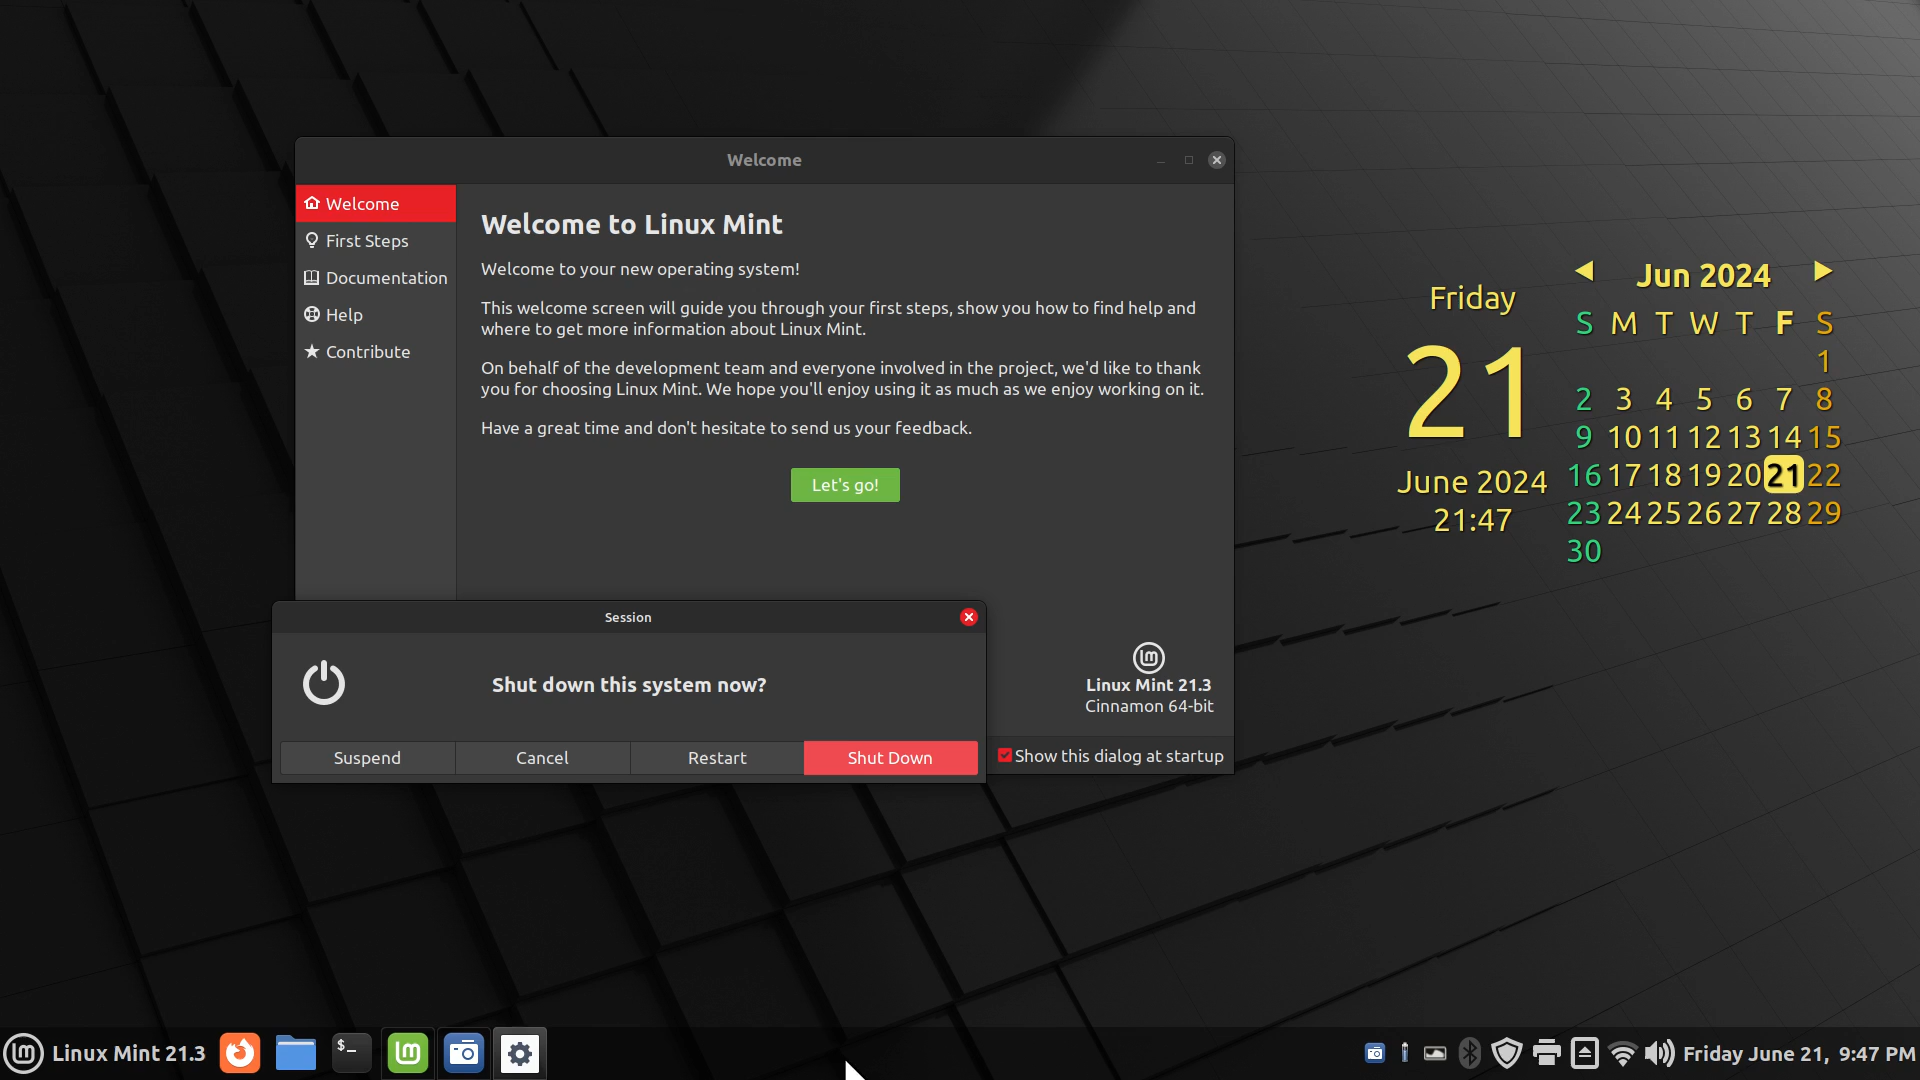 Welcome
Welcome
First Steps
Documentation
Help
Contribute
Welcome to Linux Mint
Welcome to your new operating system!
This welcome screen will guide you through your first steps, show you how to find help and
where to get more information about Linux Mint.
On behalf of the development team and everyone involved in the project, we'd like to thank
you for choosing Linux Mint. We hope you'll enjoy using it as much as we enjoy working on it.
Have a great time and don't hesitate to send us your feedback.
Let's go!
Linux Mint 21.3
Cinnamon 64-bit
Show this dialog at startup
Session
Shut down this system now?
Suspend Cancel Restart Shut Down
Friday
21
June 2024
21:47
Jun 2024
S M T W T F S
1
2 3 4 5 6 7 8
9 10 11 12 13 14 15
16 17 18 19 20 21 22
23 24 25 26 27 28 29
30
Linux Mint 21.3
$_
Friday June 21, 9:47 PM